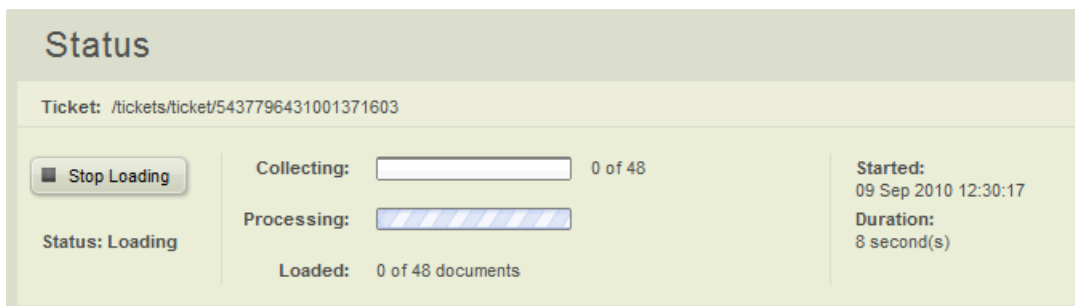 Status
Ticket: /tickets/ticket/5437796431001371603
Stop Loading
Status: Loading
Collecting: 0 of 48
Processing:
Loaded: 0 of 48 documents
Started:
09 Sep 2010 12:30:17
Duration:
8 second(s)